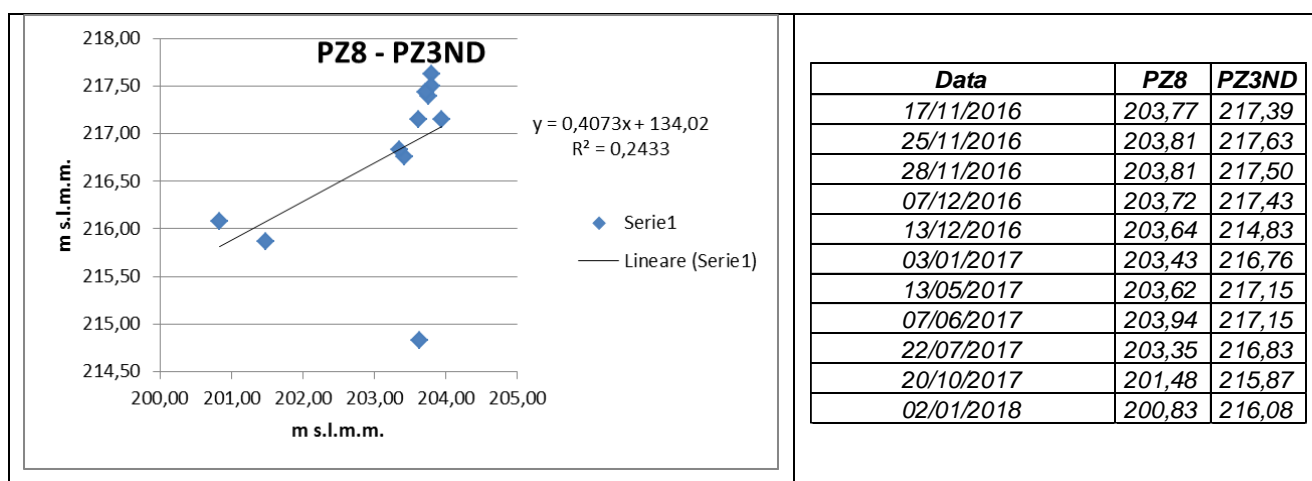 PZ8 - PZ3ND
218,00
217,50
217,00
216,50
216,00
215,50
215,00
214,50
m s.l.m.m.
y = 0,4073x + 134,02
R² = 0,2433
Serie1
Lineare (Serie1)
200,00 201,00 202,00 203,00 204,00 205,00
m s.l.m.m.
Data PZ8 PZ3ND
17/11/2016 203,77 217,39
25/11/2016 203,81 217,63
28/11/2016 203,81 217,50
07/12/2016 203,72 217,43
13/12/2016 203,64 214,83
03/01/2017 203,43 216,76
13/05/2017 203,62 217,15
07/06/2017 203,94 217,15
22/07/2017 203,35 216,83
20/10/2017 201,48 215,87
02/01/2018 200,83 216,08